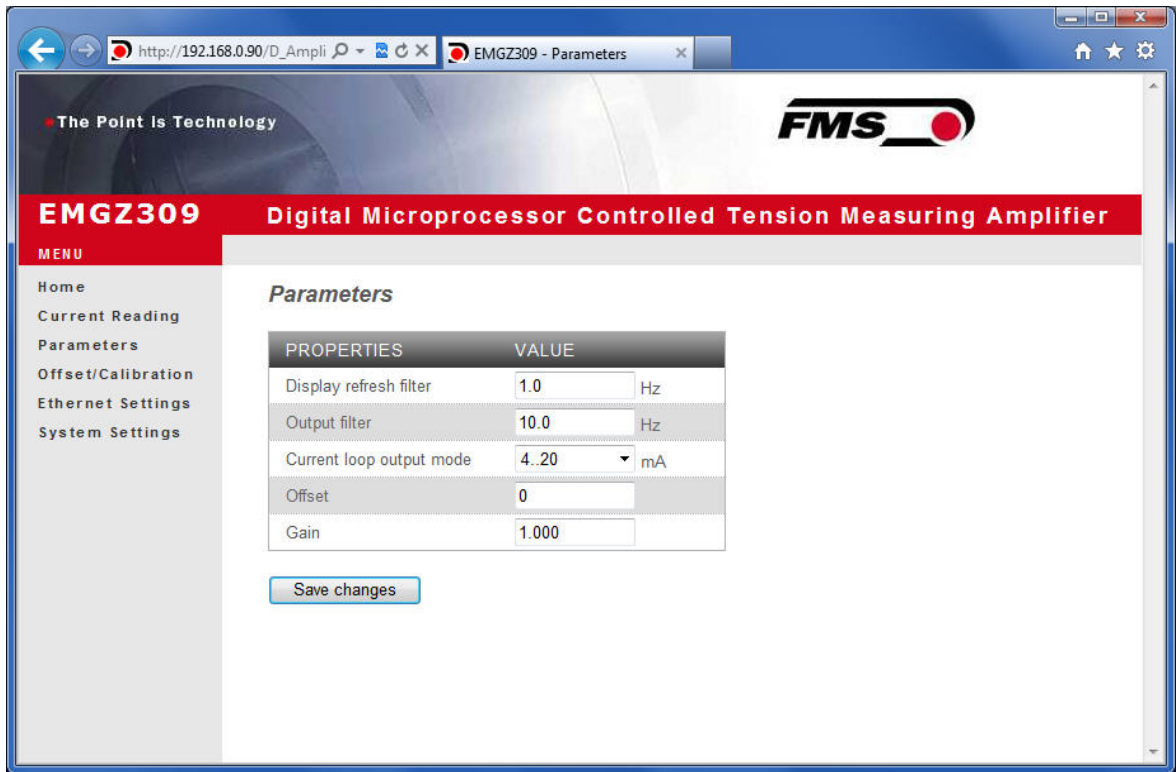 http://192.168.0.90/D_Ampli
EMGZ309 - Parameters
The Point is Technology
FMS
EMGZ309
Digital Microprocessor Controlled Tension Measuring Amplifier
MENU
Home
Current Reading
Parameters
Offset/Calibration
Ethernet Settings
System Settings
Parameters
PROPERTIES VALUE
Display refresh filter 1.0 Hz
Output filter 10.0 Hz
Current loop output mode 4..20 mA
Offset 0
Gain 1.000
Save changes